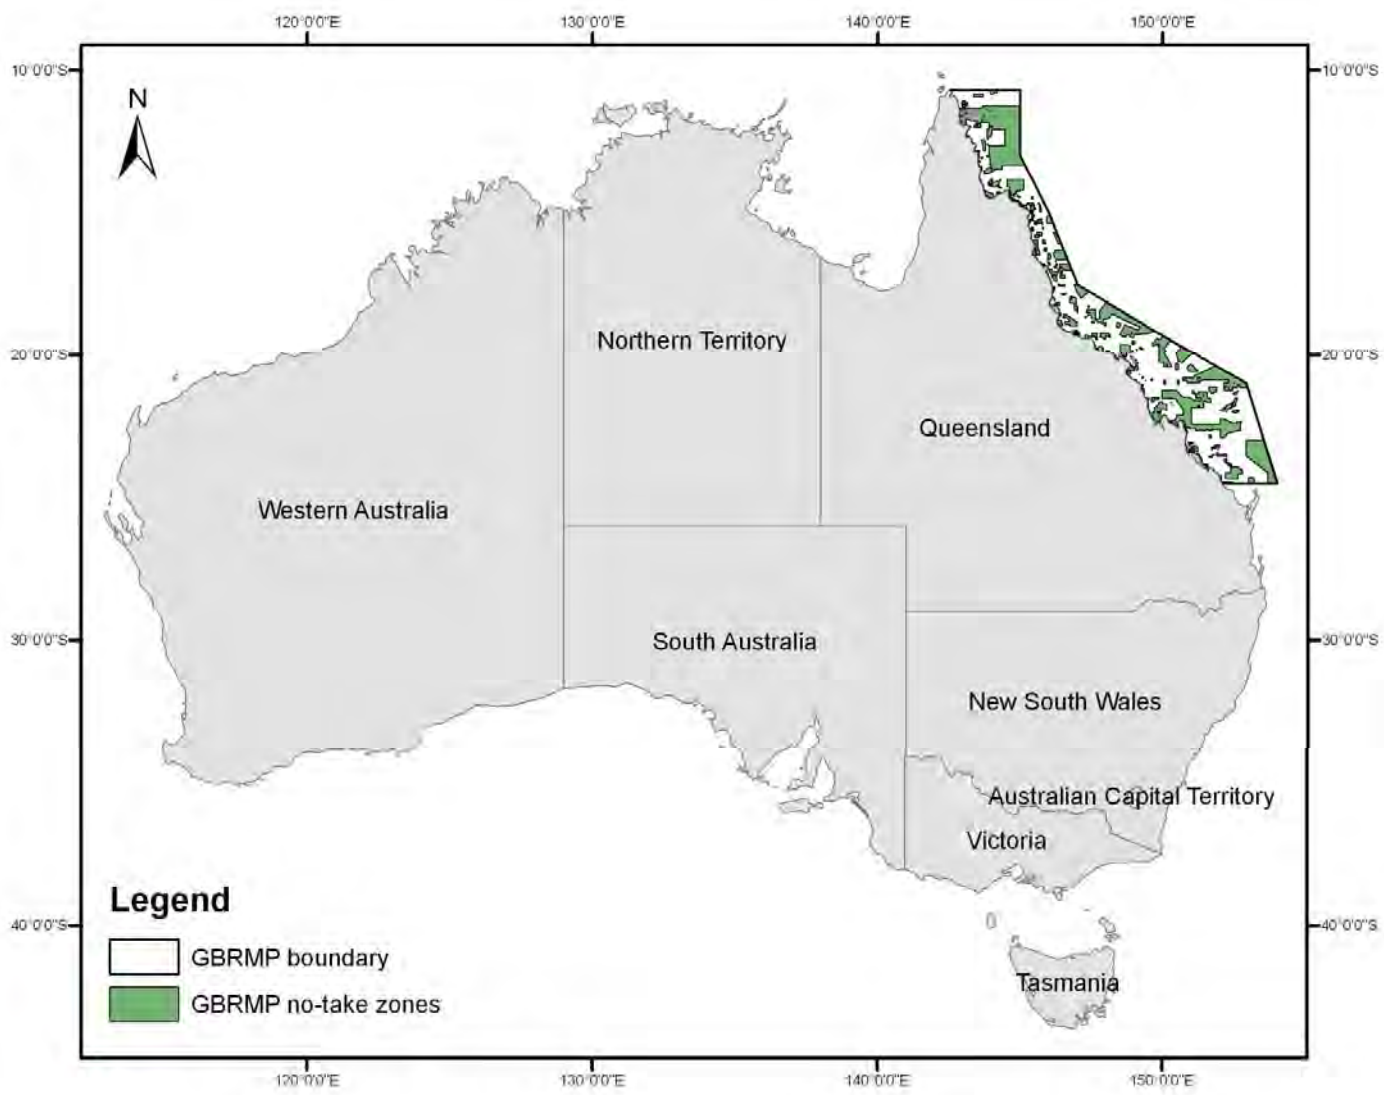 120°0'0"E 130°0'0"E 140°0'0"E 150°0'0"E
10°0'0"S 10°0'0"S
N
Northern Territory
20°0'0"S 20°0'0"S
Queensland
Western Australia
30°0'0"S South Australia 30°0'0"S
New South Wales
Australian Capital Territory
Victoria
Legend
40°0'0"S 40°0'0"S
GBRMP boundary
Tasmania
GBRMP no-take zones
120°0'0"E 130°0'0"E 140°0'0"E 150°0'0"E